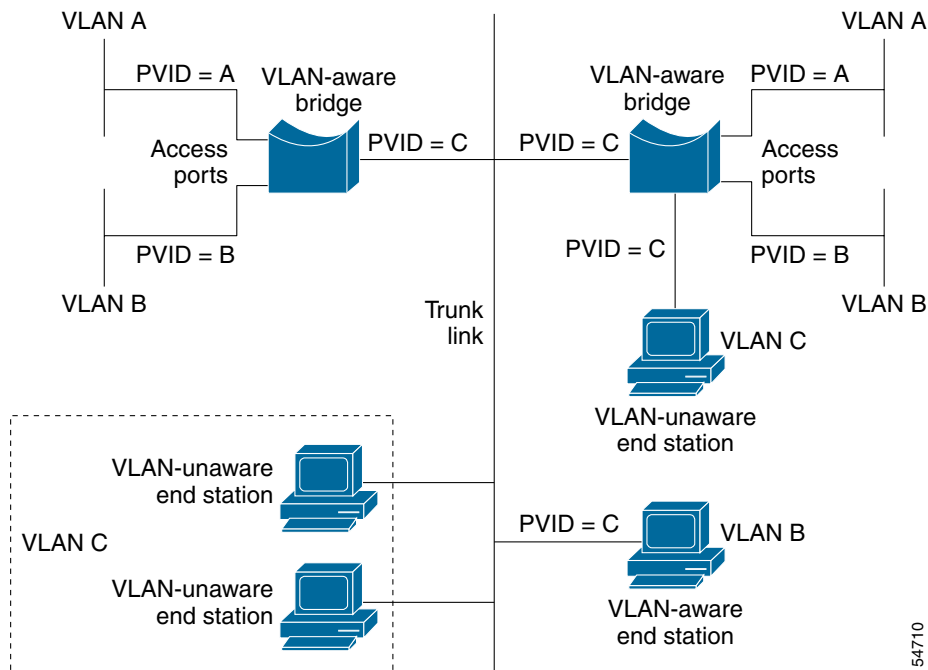 VLAN A
VLAN A
PVID = A
VLAN-aware
bridge
VLAN-aware
bridge
PVID = A
Access
ports
PVID = C
PVID = C
Access
ports
PVID = B
PVID = C
PVID = B
VLAN B
VLAN B
Trunk
link
VLAN C
VLAN-unaware
end station
VLAN-unaware
end station
PVID = C
VLAN B
VLAN C
VLAN-unaware
end station
VLAN-aware
end station
54710